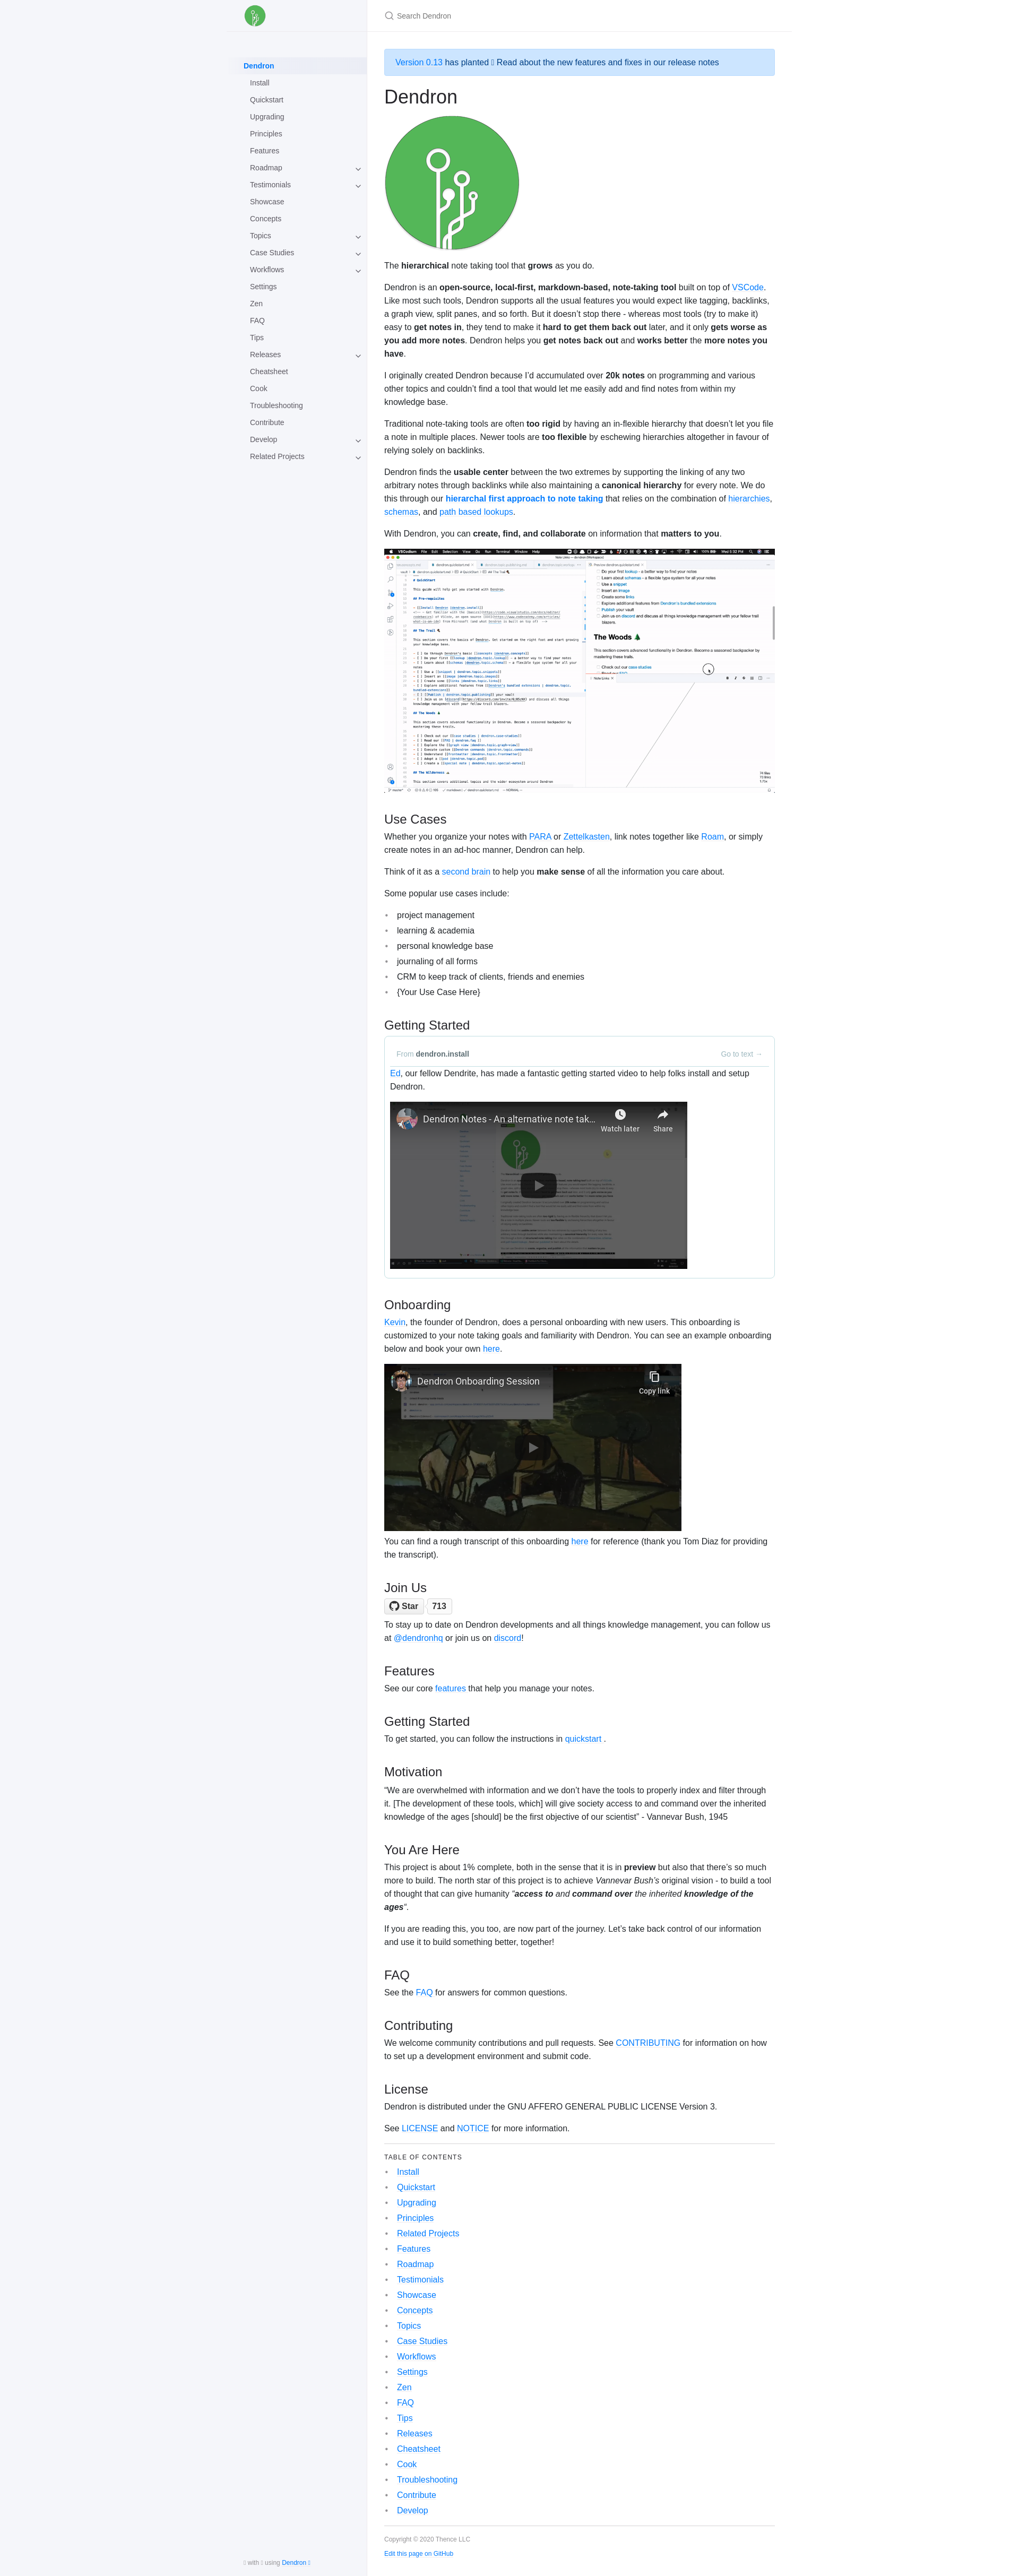 Search Dendron
Dendron
Install
Quickstart
Upgrading
Principles
Features
Roadmap
Testimonials
Showcase
Concepts
Topics
Case Studies
Workflows
Settings
Zen
FAQ
Tips
Releases
Cheatsheet
Cook
Troubleshooting
Contribute
Develop
Related Projects
with using Dendron
Version 0.13 has planted Read about the new features and fixes in our release notes
Dendron
The hierarchical note taking tool that grows as you do.
Dendron is an open-source, local-first, markdown-based, note-taking tool built on top of VSCode.
Like most such tools, Dendron supports all the usual features you would expect like tagging, backlinks,
a graph view, split panes, and so forth. But it doesn’t stop there - whereas most tools (try to make it)
easy to get notes in, they tend to make it hard to get them back out later, and it only gets worse as
you add more notes. Dendron helps you get notes back out and works better the more notes you
have.
I originally created Dendron because I’d accumulated over 20k notes on programming and various
other topics and couldn’t find a tool that would let me easily add and find notes from within my
knowledge base.
Traditional note-taking tools are often too rigid by having an in-flexible hierarchy that doesn’t let you file
a note in multiple places. Newer tools are too flexible by eschewing hierarchies altogether in favour of
relying solely on backlinks.
Dendron finds the usable center between the two extremes by supporting the linking of any two
arbitrary notes through backlinks while also maintaining a canonical hierarchy for every note. We do
this through our hierarchal first approach to note taking that relies on the combination of hierarchies,
schemas, and path based lookups.
With Dendron, you can create, find, and collaborate on information that matters to you.
The Woods
Use Cases
Whether you organize your notes with PARA or Zettelkasten, link notes together like Roam, or simply
create notes in an ad-hoc manner, Dendron can help.
Think of it as a second brain to help you make sense of all the information you care about.
Some popular use cases include:
• project management
• learning & academia
• personal knowledge base
• journaling of all forms
• CRM to keep track of clients, friends and enemies
• {Your Use Case Here}
Getting Started
From dendron.install
Go to text →
Ed, our fellow Dendrite, has made a fantastic getting started video to help folks install and setup
Dendron.
Dendron Notes - An alternative note tak...
Watch later
Share
Onboarding
Kevin, the founder of Dendron, does a personal onboarding with new users. This onboarding is
customized to your note taking goals and familiarity with Dendron. You can see an example onboarding
below and book your own here.
Dendron Onboarding Session
Copy link
You can find a rough transcript of this onboarding here for reference (thank you Tom Diaz for providing
the transcript).
Join Us
Star 713
To stay up to date on Dendron developments and all things knowledge management, you can follow us
at @dendronhq or join us on discord!
Features
See our core features that help you manage your notes.
Getting Started
To get started, you can follow the instructions in quickstart .
Motivation
“We are overwhelmed with information and we don’t have the tools to properly index and filter through
it. [The development of these tools, which] will give society access to and command over the inherited
knowledge of the ages [should] be the first objective of our scientist” - Vannevar Bush, 1945
You Are Here
This project is about 1% complete, both in the sense that it is in preview but also that there’s so much
more to build. The north star of this project is to achieve Vannevar Bush’s original vision - to build a tool
of thought that can give humanity “access to and command over the inherited knowledge of the
ages“.
If you are reading this, you too, are now part of the journey. Let’s take back control of our information
and use it to build something better, together!
FAQ
See the FAQ for answers for common questions.
Contributing
We welcome community contributions and pull requests. See CONTRIBUTING for information on how
to set up a development environment and submit code.
License
Dendron is distributed under the GNU AFFERO GENERAL PUBLIC LICENSE Version 3.
See LICENSE and NOTICE for more information.
TABLE OF CONTENTS
• Install
• Quickstart
• Upgrading
• Principles
• Related Projects
• Features
• Roadmap
• Testimonials
• Showcase
• Concepts
• Topics
• Case Studies
• Workflows
• Settings
• Zen
• FAQ
• Tips
• Releases
• Cheatsheet
• Cook
• Troubleshooting
• Contribute
• Develop
Copyright © 2020 Thence LLC
Edit this page on GitHub